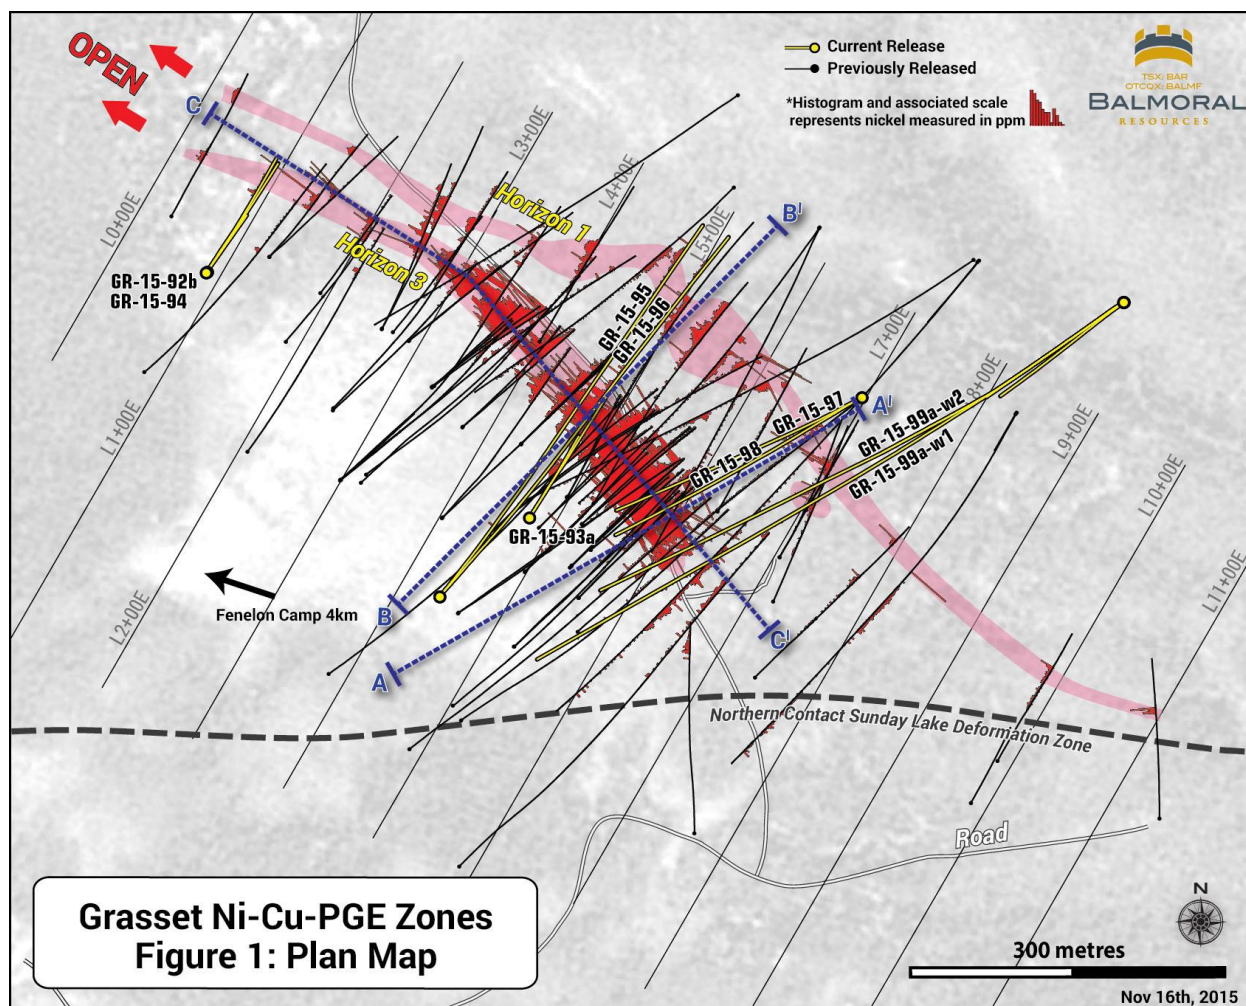 OPEN
Current Release
Previously Released
*Histogram and associated scale
represents nickel measured in ppm
TSX: BAR
OTCQX: BALMF
BALMORAL
RESOURCES
C
L0+00E
L3+00E
L4+00E
Horizon 1
L5+00E
B'
Horizon 3
GR-15-92b
GR-15-94
GR-15-95
GR-15-96
L7+00E
8+00E
L1+00E
GR-15-97
A'
GR-15-98
GR-15-99a-w2
GR-15-99a-w1
L9+00E
L10+00E
GR-15-93a
L11+00E
Fenelon Camp 4km
L2+00E
B
A
C'
Northern Contact Sunday Lake Deformation Zone
Road
Grasset Ni-Cu-PGE Zones
Figure 1: Plan Map
N
300 metres
Nov 16th, 2015